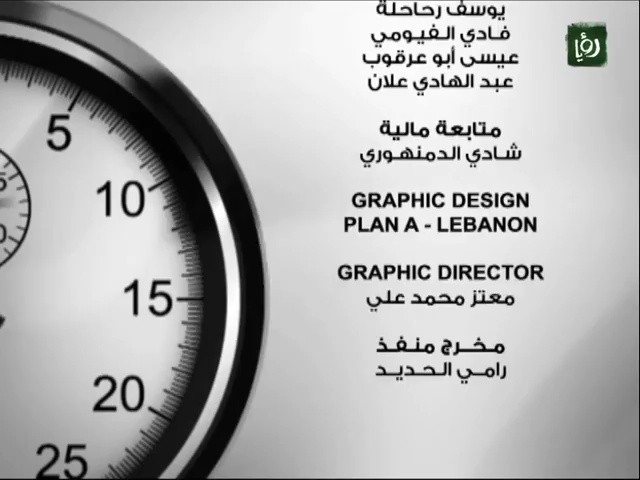 يوسف رحاحلة
فادي الفيومي
عيسى أبو عرقوب
عبد الهادي علان
متابعة مالية
شادي الدمنهوري
GRAPHIC DESIGN
PLAN A - LEBANON
GRAPHIC DIRECTOR
معتز محمد علي
مخرج منفذ
رامي الحديد
رؤيا
5
10
15
20
25